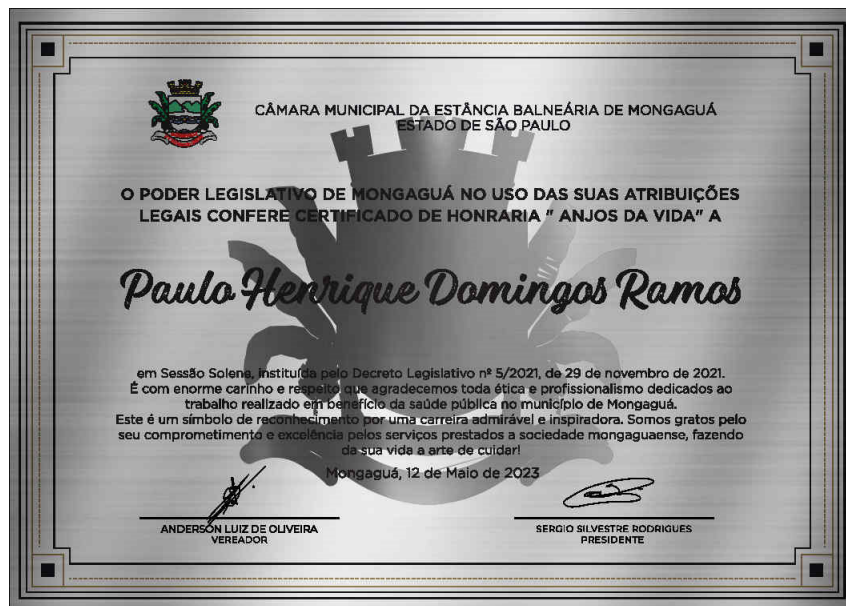 CÂMARA MUNICIPAL DA ESTÂNCIA BALNEÁRIA DE MONGAGUÁ
ESTADO DE SÃO PAULO
O PODER LEGISLATIVO DE MONGAGUÁ NO USO DAS SUAS ATRIBUIÇÕES
LEGAIS CONFERE CERTIFICADO DE HONRARIA " ANJOS DA VIDA" A
Paulo Henrique Domingos Ramos
em Sessão Solene, instituída pelo Decreto Legislativo nº 5/2021, de 29 de novembro de 2021.
É com enorme carinho e respeito que agradecemos toda ética e profissionalismo dedicados ao
trabalho realizado em benefício da saúde pública no município de Mongaguá.
Este é um símbolo de reconhecimento por uma carreira admirável e inspiradora. Somos gratos pelo
seu comprometimento e excelência pelos serviços prestados a sociedade mongaguaense, fazendo
da sua vida a arte de cuidar!
Mongaguá, 12 de Maio de 2023
ANDERSON LUIZ DE OLIVEIRA
VEREADOR
SERGIO SILVESTRE RODRIGUES
PRESIDENTE